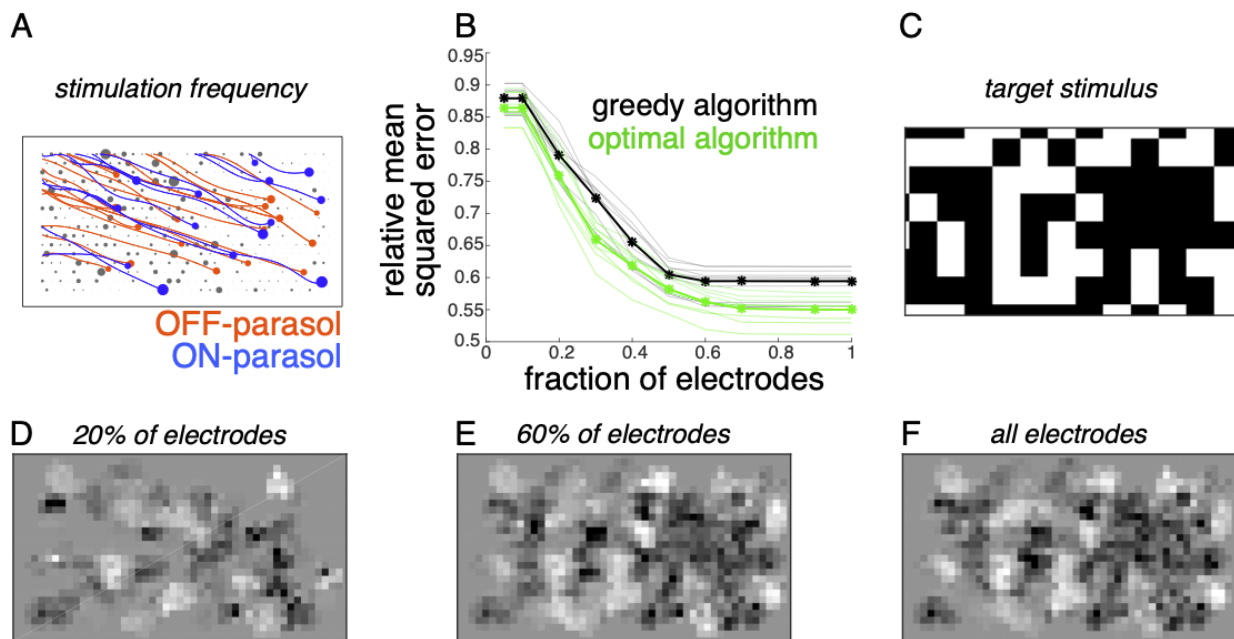 A
stimulation frequency
OFF-parasol
ON-parasol
B
0.95
0.9
0.85
0.8
0.75
0.7
0.65
0.6
0.55
0.5
relative mean
squared error
greedy algorithm
optimal algorithm
0
0.2
0.4
0.6
0.8
1
fraction of electrodes
C
target stimulus
D
20% of electrodes
E
60% of electrodes
F
all electrodes